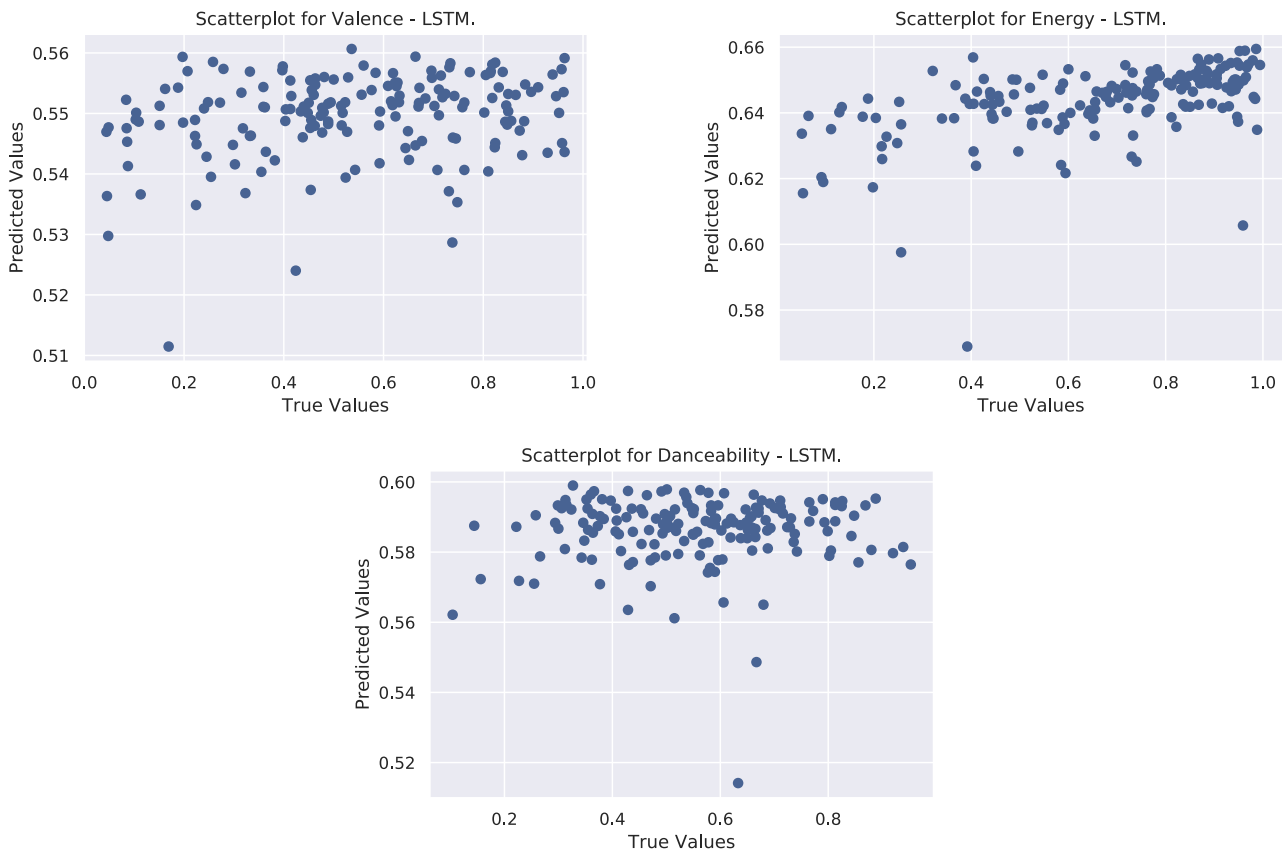 Scatterplot for Valence - LSTM.
Predicted Values
0.56
0.55
0.54
0.53
0.52
0.51
0.0 0.2 0.4 0.6 0.8 1.0
True Values
Scatterplot for Energy - LSTM.
Predicted Values
0.66
0.64
0.62
0.60
0.58
0.2 0.4 0.6 0.8 1.0
True Values
Scatterplot for Danceability - LSTM.
Predicted Values
0.60
0.58
0.56
0.54
0.52
0.2 0.4 0.6 0.8
True Values